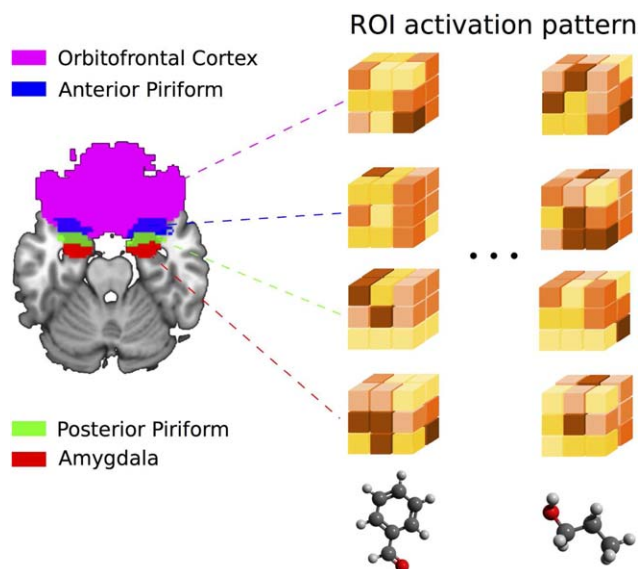 ROI activation pattern
Orbitofrontal Cortex
Anterior Piriform
...
Posterior Piriform
Amygdala